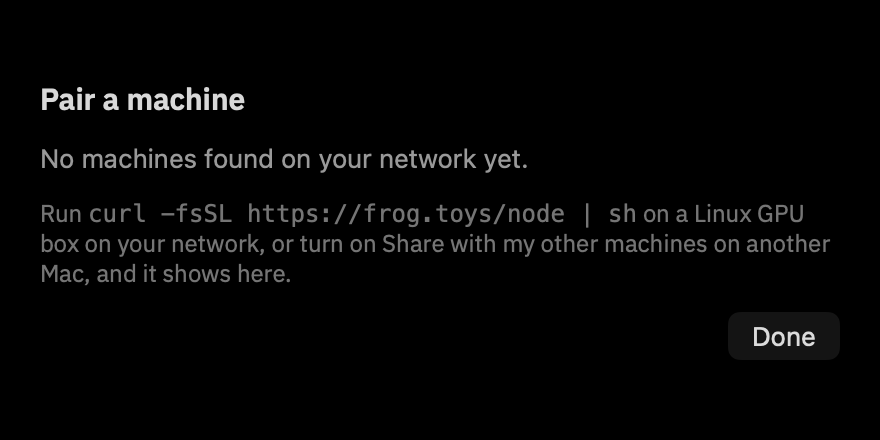 Pair a machine
No machines found on your network yet.
Run curl -fsSL https://frog.toys/node | sh on a Linux GPU
box on your network, or turn on Share with my other machines on another
Mac, and it shows here.
Done